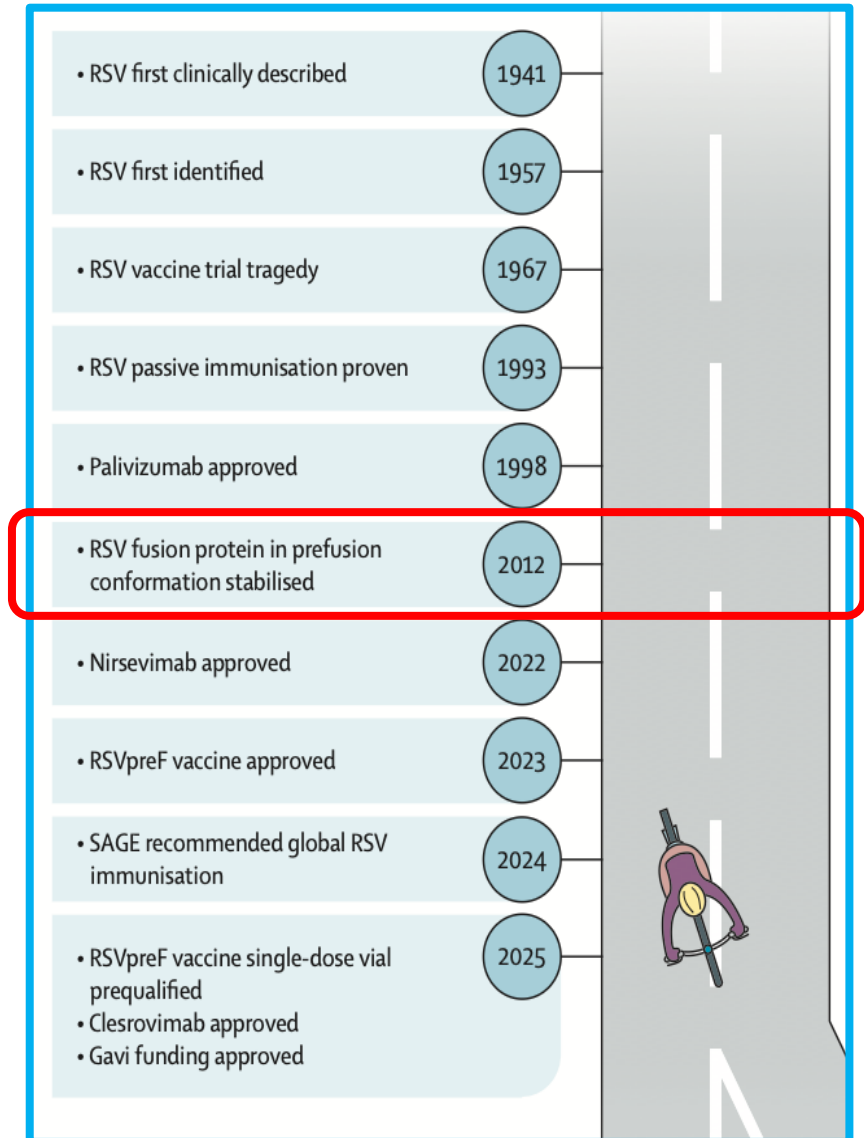 • RSV first clinically described
1941
• RSV first identified
1957
• RSV vaccine trial tragedy
1967
• RSV passive immunisation proven
1993
• Palivizumab approved
1998
• RSV fusion protein in prefusion
conformation stabilised
2012
• Nirsevimab approved
2022
• RSVpreF vaccine approved
2023
• SAGE recommended global RSV
immunisation
2024
• RSVpreF vaccine single-dose vial
prequalified
• Clesrovimab approved
• Gavi funding approved
2025